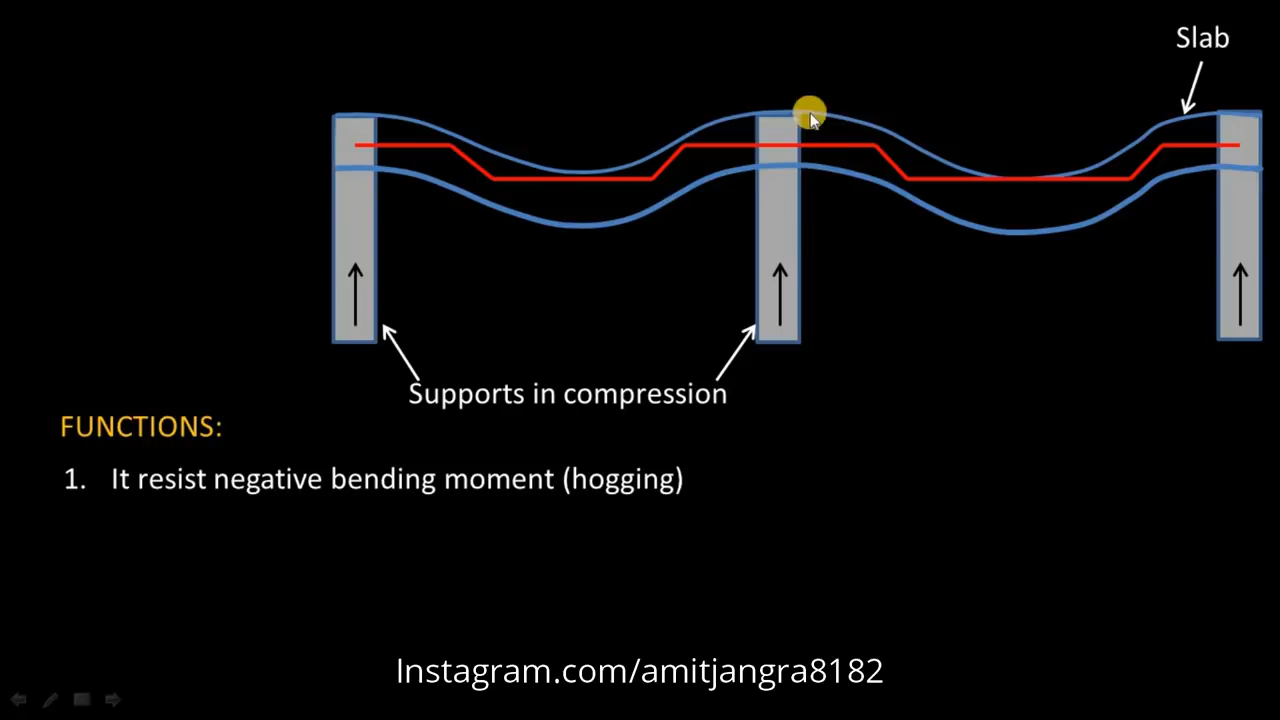 Slab
Supports in compression
FUNCTIONS:
1. It resist negative bending moment (hogging)
Instagram.com/amitjangra8182